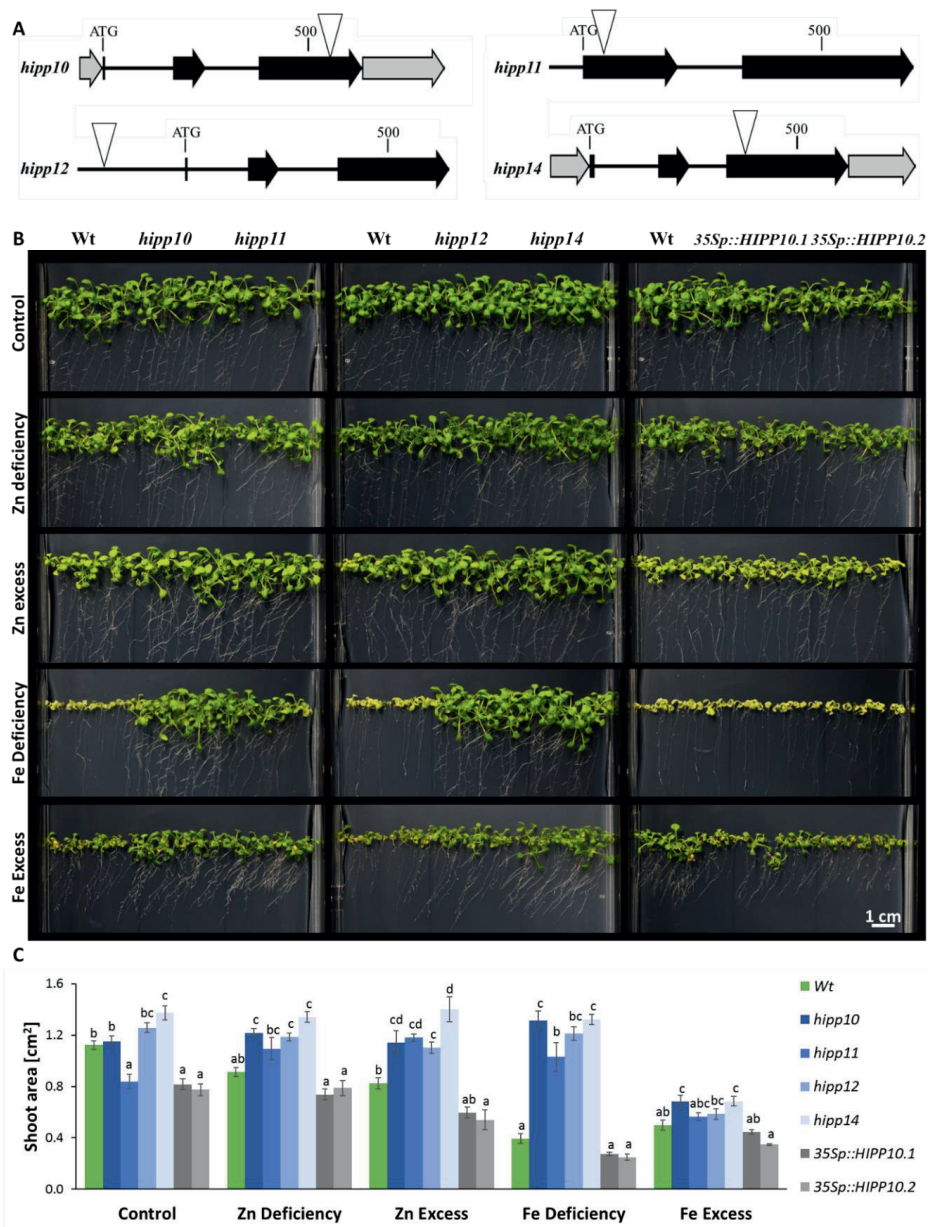 A
ATG 500
hipp10
ATG 500
hipp11
ATG 500
hipp12
ATG 500
hipp14
B
Wt hipp10 hipp11 Wt hipp12 hipp14 Wt 35Sp::HIPP10.1 35Sp::HIPP10.2
Control
Zn deficiency
Zn excess
Fe Deficiency
Fe Excess
1 cm
C
Shoot area [cm²]
1.6
1.2
0.8
0.4
0.0
b b a bc c a a
ab c bc c c a a
b cd cd c d ab a
a c b bc c a a
ab c abc bc c ab a
Control Zn Deficiency Zn Excess Fe Deficiency Fe Excess
Wt
hipp10
hipp11
hipp12
hipp14
35Sp::HIPP10.1
35Sp::HIPP10.2